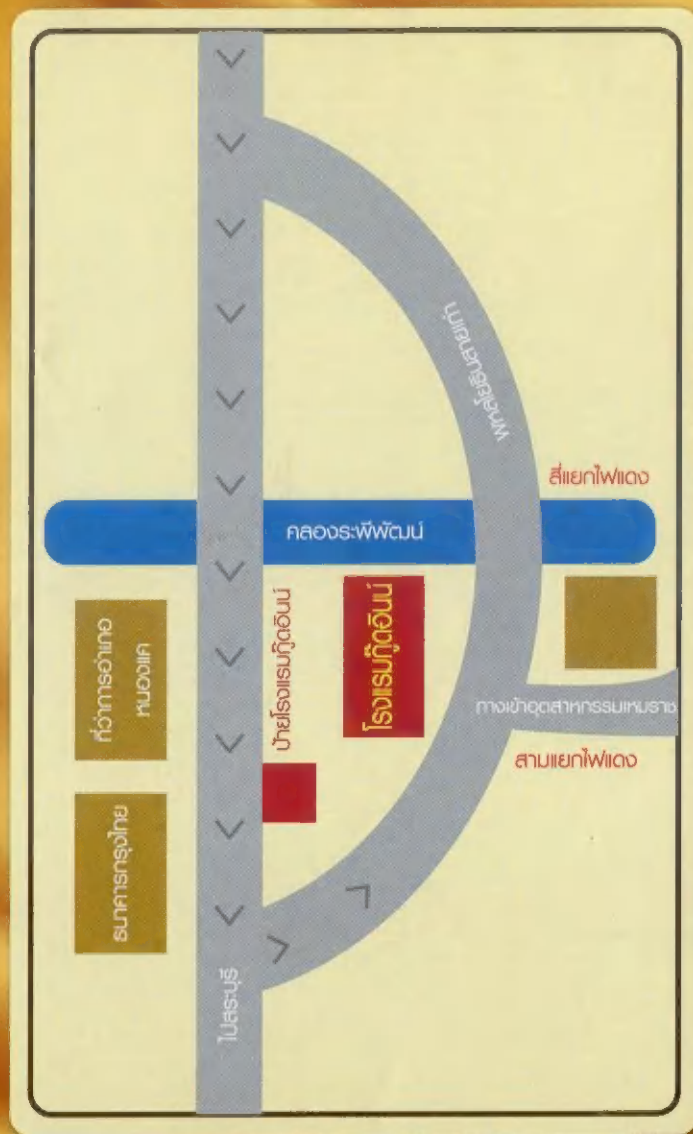 พหลโยธินสายเก่า
สี่แยกไฟแดง
คลองระพีพัฒน์
ที่ว่าการอำเภอ
หนองแค
ป้ายโรงแรมกู๊ดอินน์
โรงแรมกู๊ดอินน์
ทางเข้าอุตสาหกรรมเหมราช
สามแยกไฟแดง
ธนาคารกรุงไทย
ไปสระบุรี